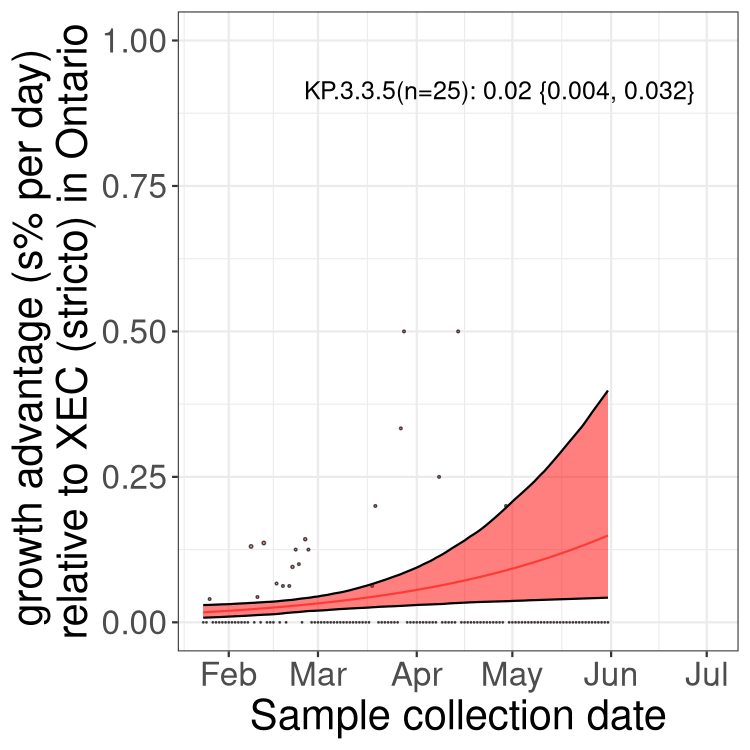 growth advantage (s% per day)
relative to XEC (stricto) in Ontario
1.00
0.75
0.50
0.25
0.00
KP.3.3.5(n=25): 0.02 {0.004, 0.032}
Feb Mar Apr May Jun Jul
Sample collection date